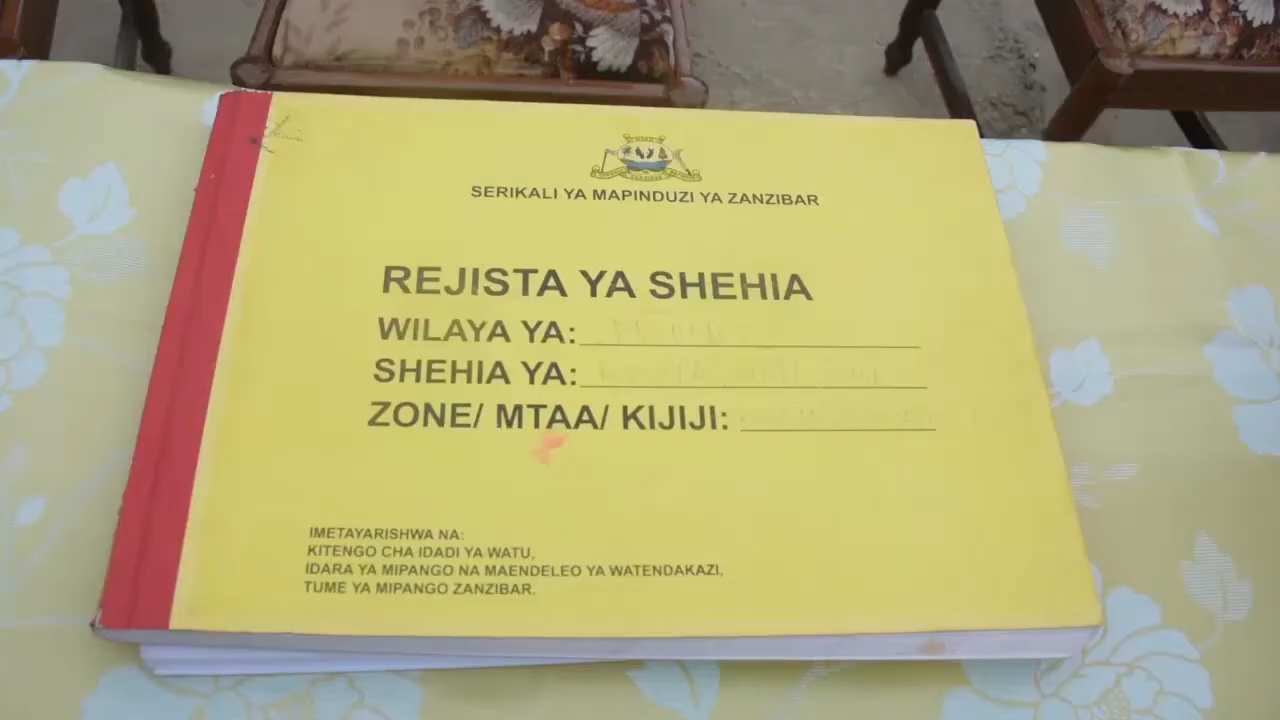 SERIKALI YA MAPINDUZI YA ZANZIBAR
REJISTA YA SHEHIA
WILAYA YA:
SHEHIA YA:
ZONE/ MTAA/ KIJIJI:
IMETAYARISHWA NA:
KITENGO CHA IDADI YA WATU,
IDARA YA MIPANGO NA MAENDELEO YA WATENDAKAZI,
TUME YA MIPANGO ZANZIBAR.